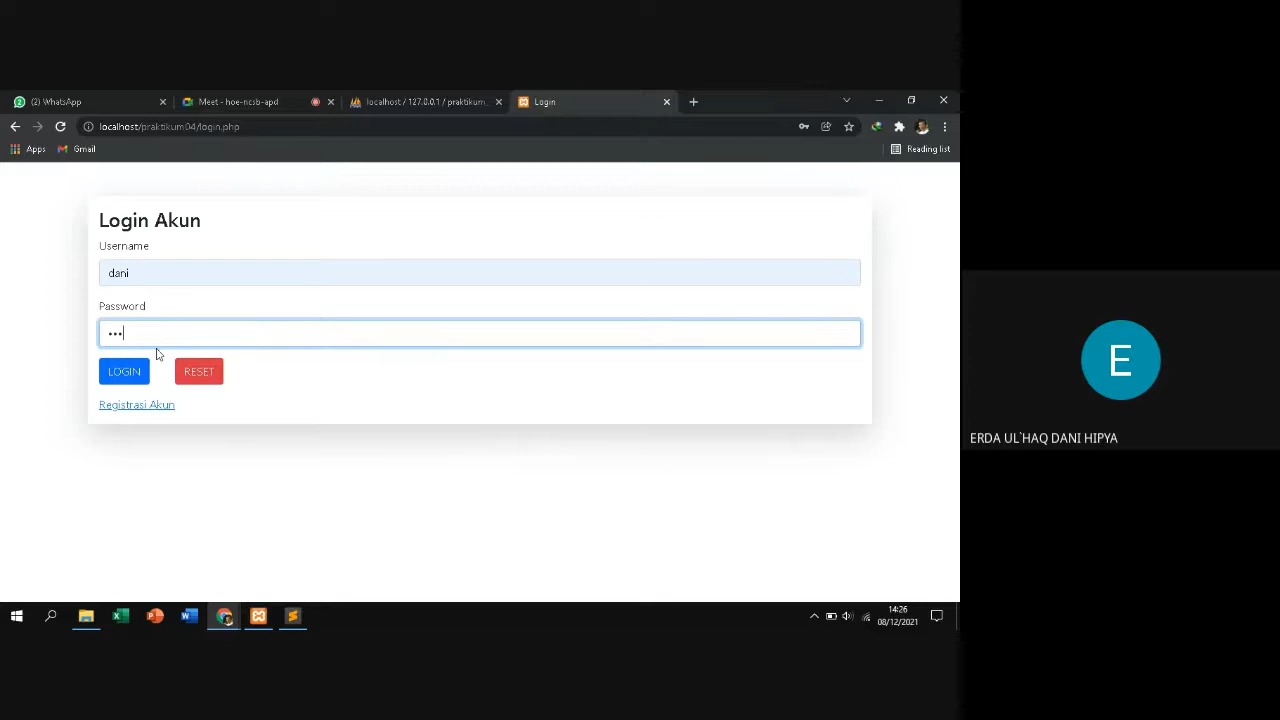 (2) WhatsApp
Meet - hoe-ncsb-apd
localhost / 127.0.0.1 / praktikum_
Login
localhost/praktikum04/login.php
Apps
Gmail
Reading list
Login Akun
Username
dani
Password
•••
LOGIN
RESET
Registrasi Akun
E
ERDA UL`HAQ DANI HIPYA
14:26
08/12/2021